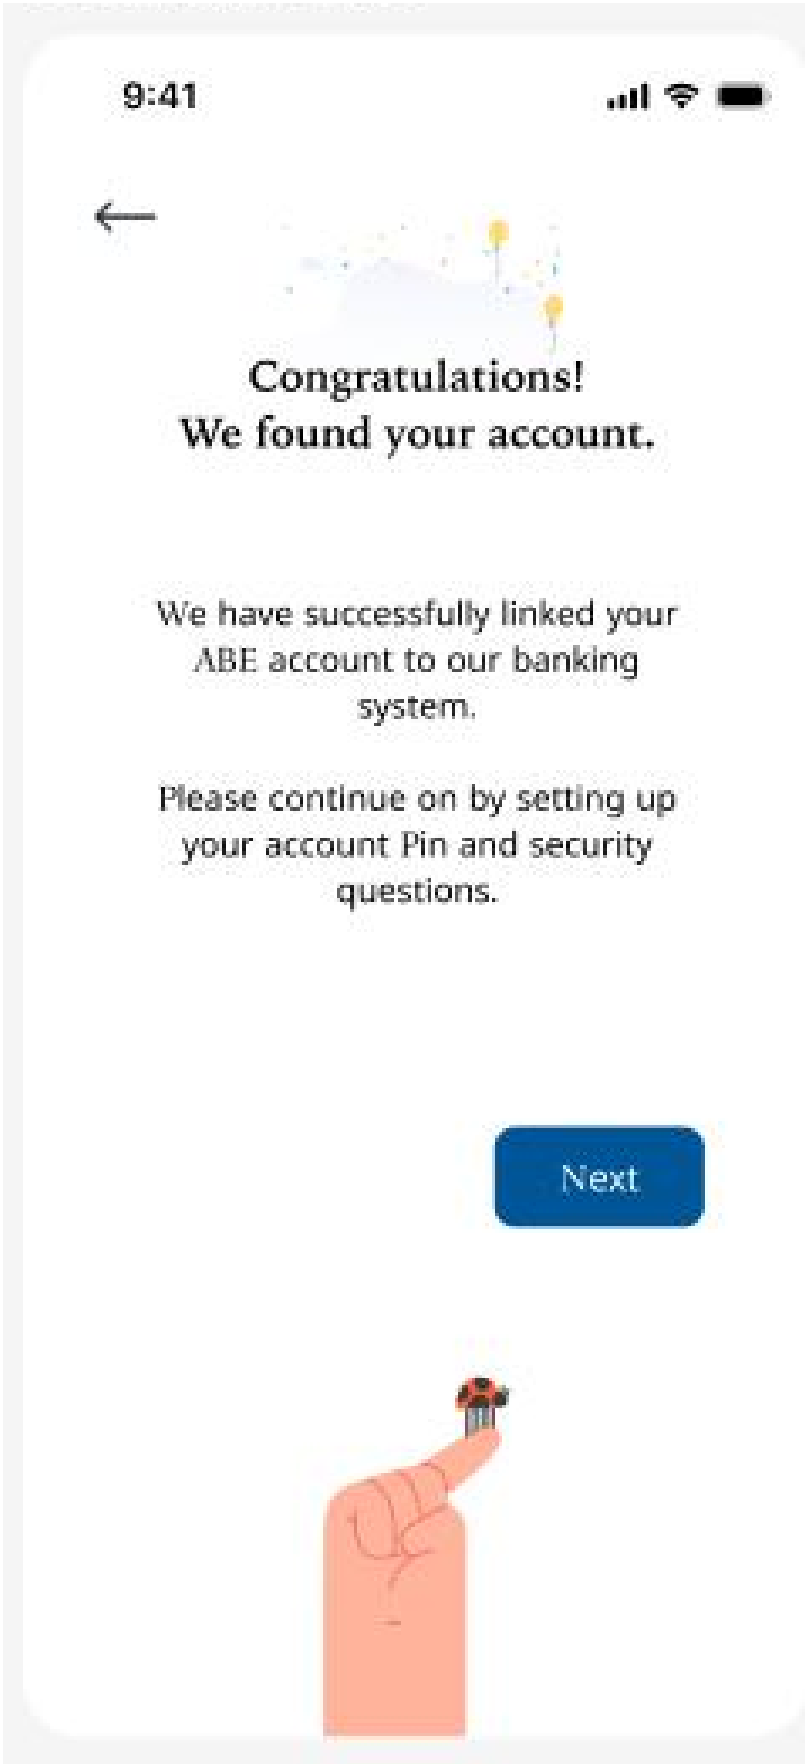 9:41
Congratulations!
We found your account.
We have successfully linked your
ABE account to our banking
system.
Please continue on by setting up
your account Pin and security
questions.
Next